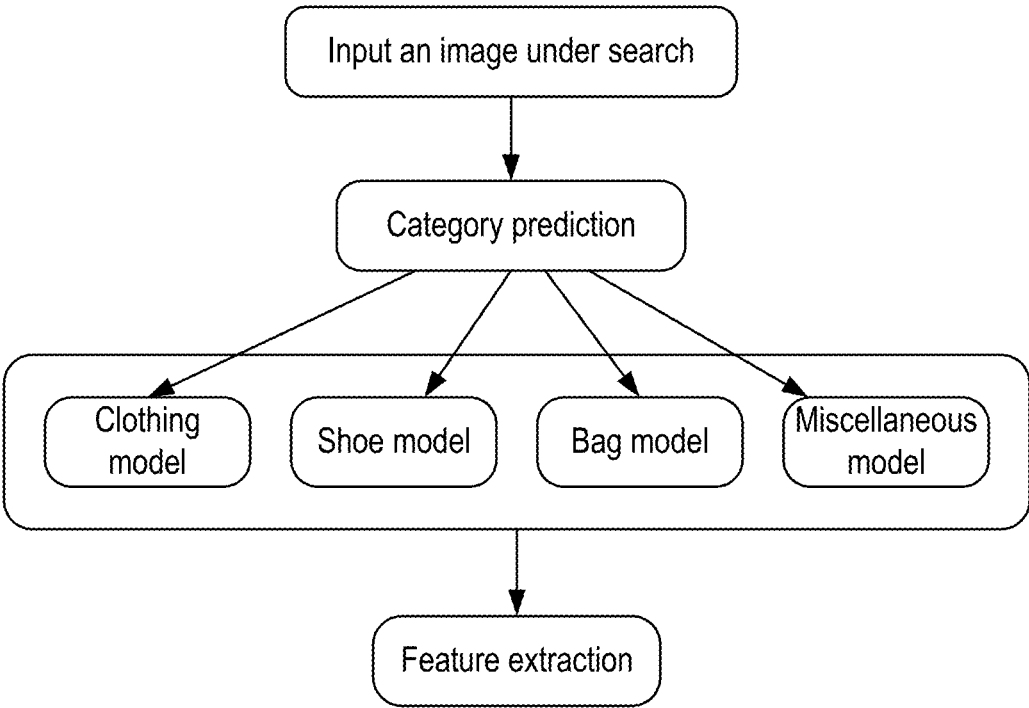 Input an image under search
Category prediction
Clothing
model
Shoe model
Bag model
Miscellaneous
model
Feature extraction